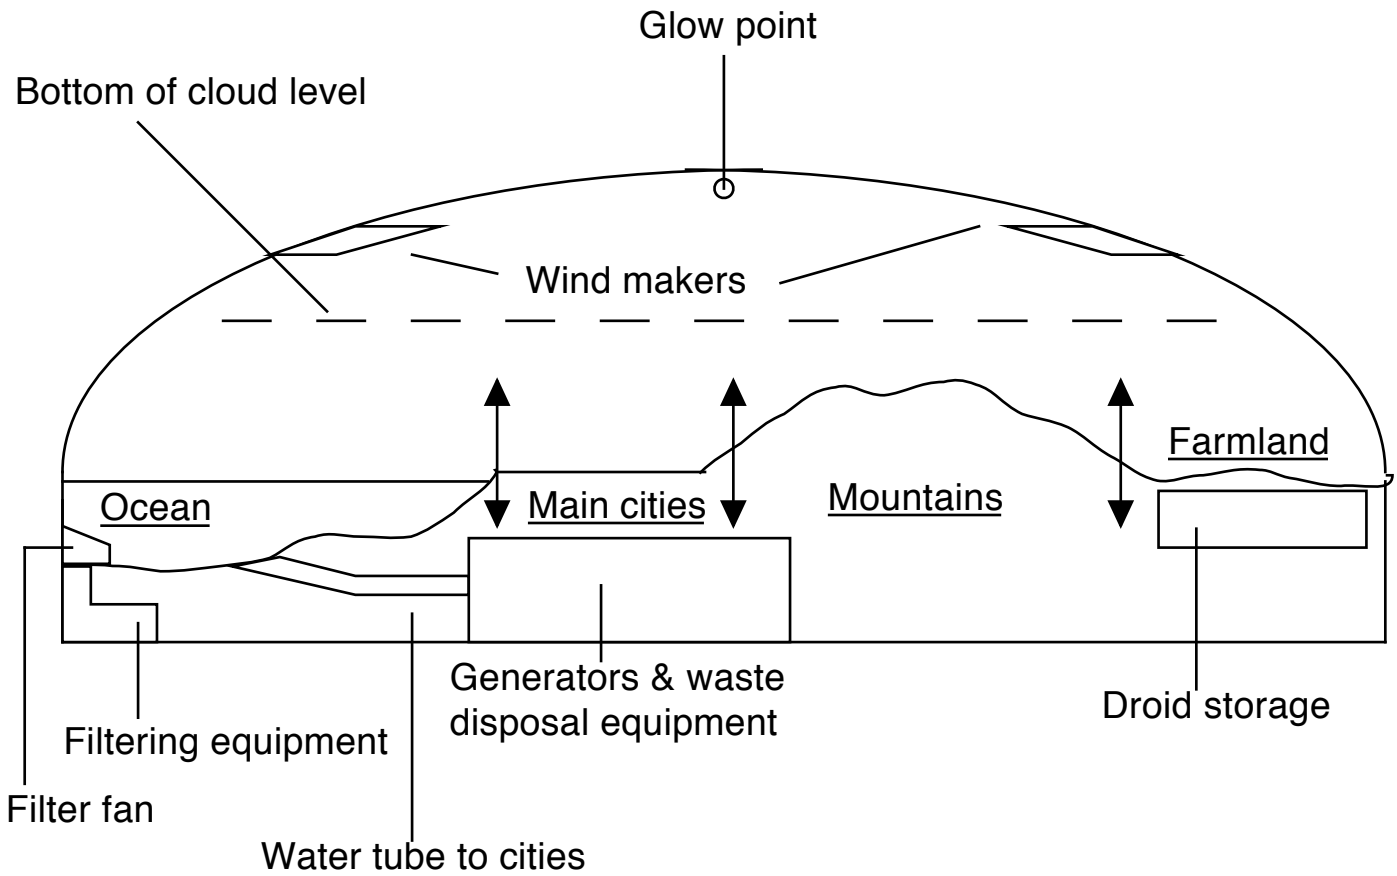 Glow point
Bottom of cloud level
Wind makers
Farmland
Ocean
Main cities
Mountains
Generators & waste
disposal equipment
Droid storage
Filtering equipment
Filter fan
Water tube to cities